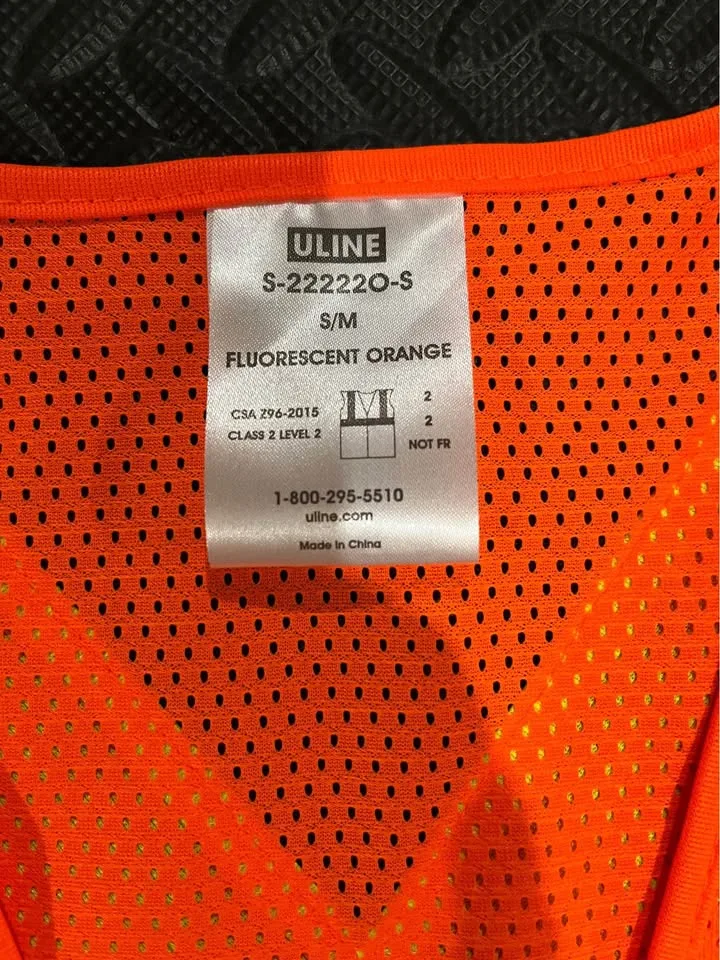 ULINE
S-22222O-S
S/M
FLUORESCENT ORANGE
CSA Z96-2015
CLASS 2 LEVEL 2
2
2
NOT FR
1-800-295-5510
uline.com
Made in China